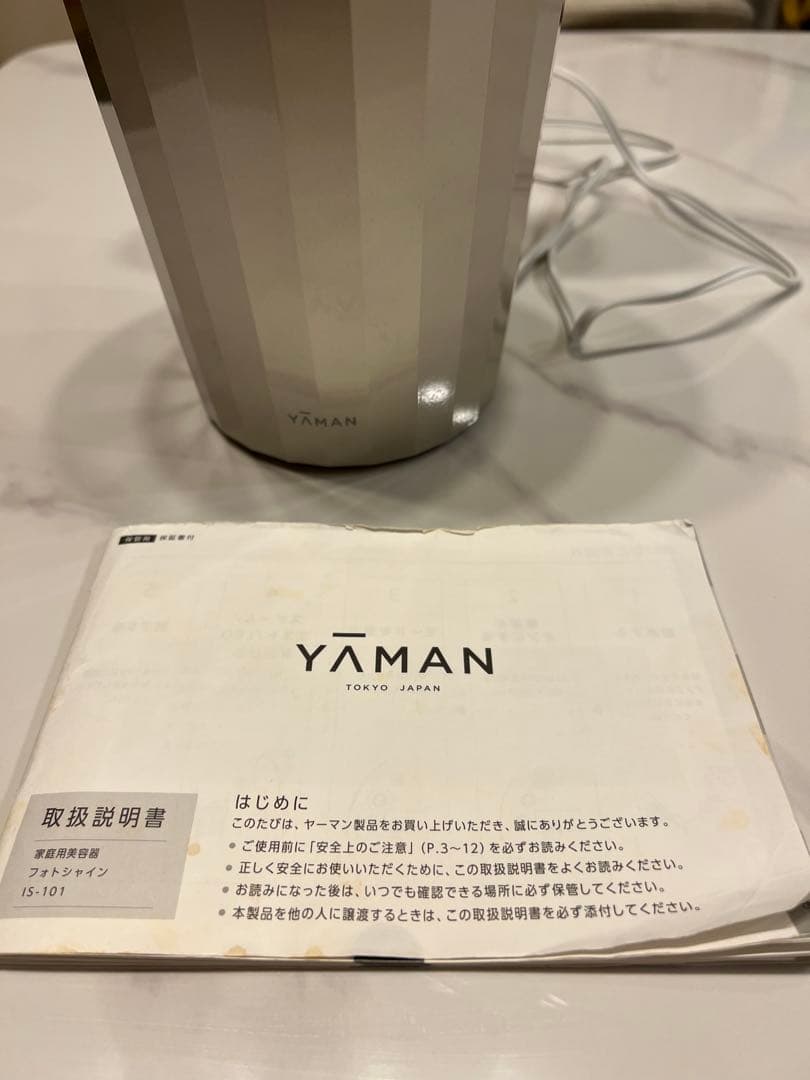 YĀMAN
保管用 保証書付
YĀMAN
TOKYO JAPAN
取扱説明書
家庭用美容器
フォトシャイン
IS-101
はじめに
このたびは、ヤーマン製品をお買い上げいただき、誠にありがとうございます。
● ご使用前に「安全上のご注意」(P.3〜12)を必ずお読みください。
● 正しく安全にお使いいただくために、この取扱説明書をよくお読みください。
● お読みになった後は、いつでも確認できる場所に必ず保管してください。
● 本製品を他の人に譲渡するときは、この取扱説明書を必ず添付してください。